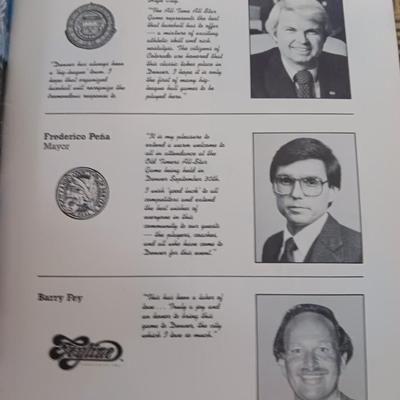 "The All Time All Star
Game represents the best
that baseball has to offer
— a mixture of exciting
athletic skill and rich
nostalgia. The citizens of
Colorado are honored that
this classic takes place in
Denver. I hope it is only
the first of many big-
league ball games to be
played here."
"Denver has always been
a 'big-league' town. I
hope that organized
baseball will recognize the
tremendous response to
Frederico Peña
Mayor
"It is my pleasure to
extend a warm welcome to
all in attendance at the
Old Timers All-Star
Game being held in
Denver September 30th.
I wish 'good luck' to all
competitors and extend
the best wishes of
everyone in this
community to our guests
— the players, coaches,
and all who have come to
Denver for this event."
Barry Fey
Feyline
"This has been a labor of
love . . . Truly a joy and
an honor to bring this
game to Denver, the city
which I love so much."